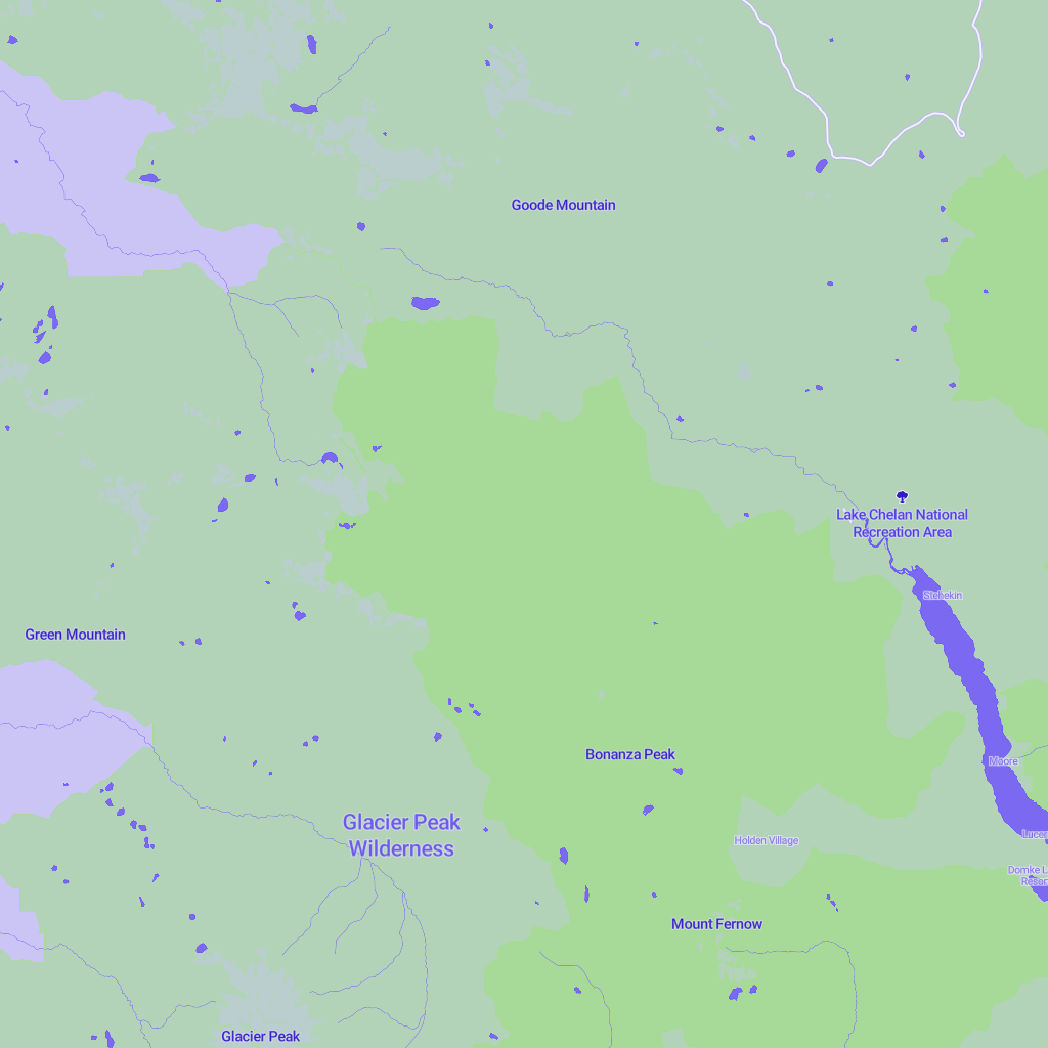 Goode Mountain
Lake Chelan National
Recreation Area
Stehekin
Green Mountain
Bonanza Peak
Moore
Glacier Peak
Wilderness
Holden Village
Lucer
Domke L
Resor
Mount Fernow
Glacier Peak